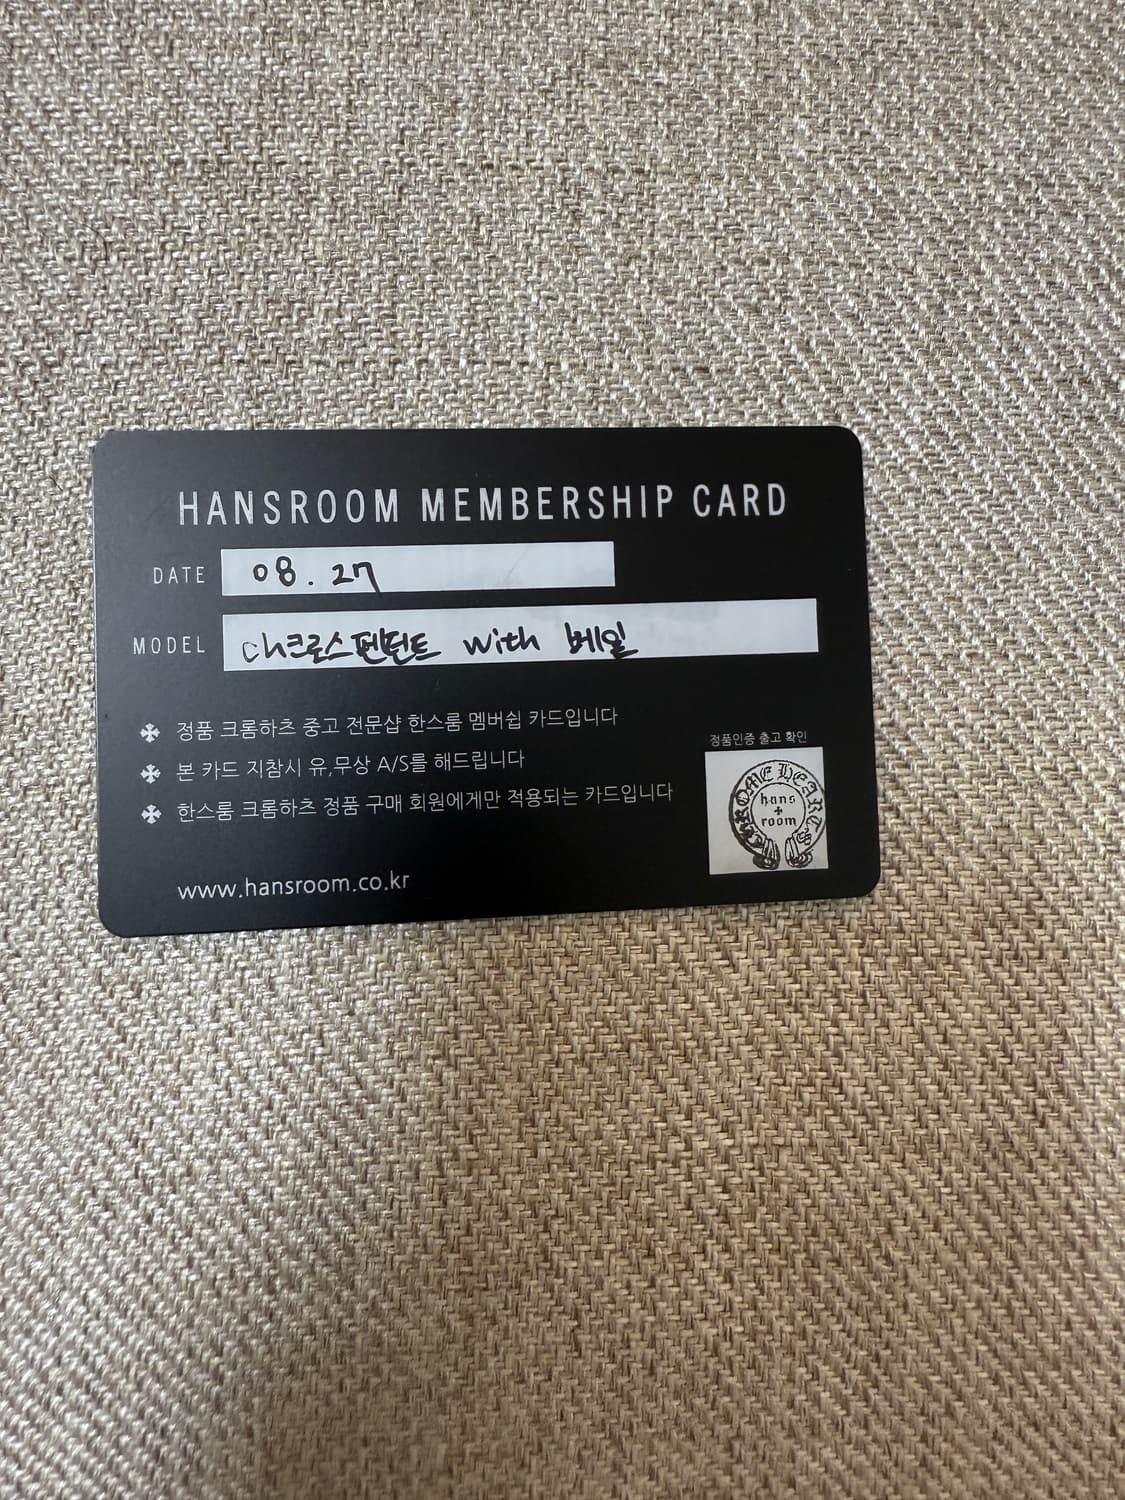 HANSROOM MEMBERSHIP CARD
DATE 08.27
MODEL ch크로스펜던트 with 베일
정품 크롬하츠 중고 전문샵 한스룸 멤버쉽 카드입니다
본 카드 지참시 유,무상 A/S를 해드립니다
한스룸 크롬하츠 정품 구매 회원에게만 적용되는 카드입니다
정품인증 출고 확인
CHROME HEARTS
hans
room
www.hansroom.co.kr